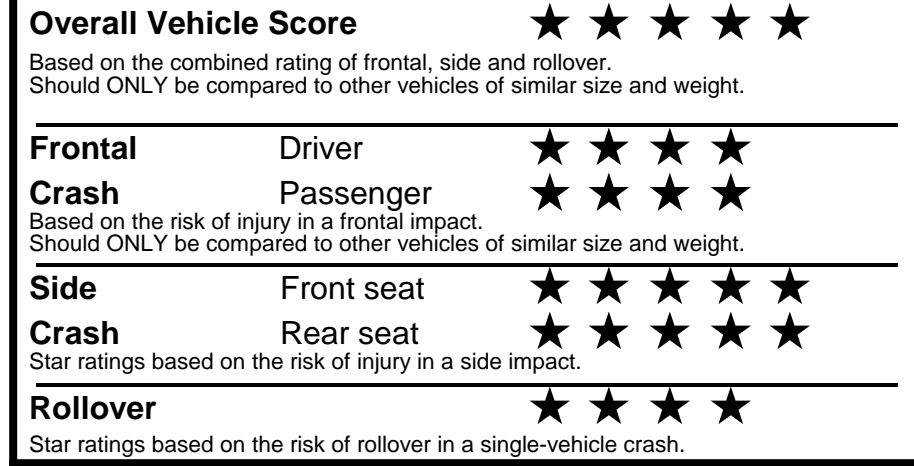 Overall Vehicle Score ★ ★ ★ ★ ★
Based on the combined rating of frontal, side and rollover.
Should ONLY be compared to other vehicles of similar size and weight.
Frontal Driver ★ ★ ★ ★
Crash Passenger ★ ★ ★ ★
Based on the risk of injury in a frontal impact.
Should ONLY be compared to other vehicles of similar size and weight.
Side Front seat ★ ★ ★ ★ ★
Crash Rear seat ★ ★ ★ ★ ★
Star ratings based on the risk of injury in a side impact.
Rollover ★ ★ ★ ★
Star ratings based on the risk of rollover in a single-vehicle crash.